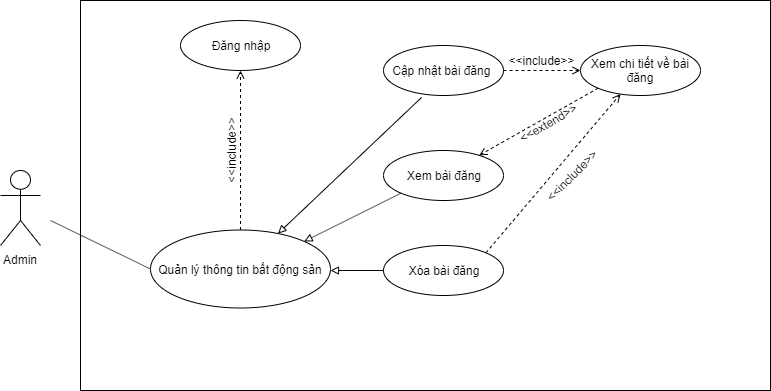 Đăng nhập
Cập nhật bài đăng
<<include>>
Xem chi tiết về bài
đăng
<<include>>
<<extend>>
Xem bài đăng
<<include>>
Admin
Quản lý thông tin bất động sản
Xóa bài đăng